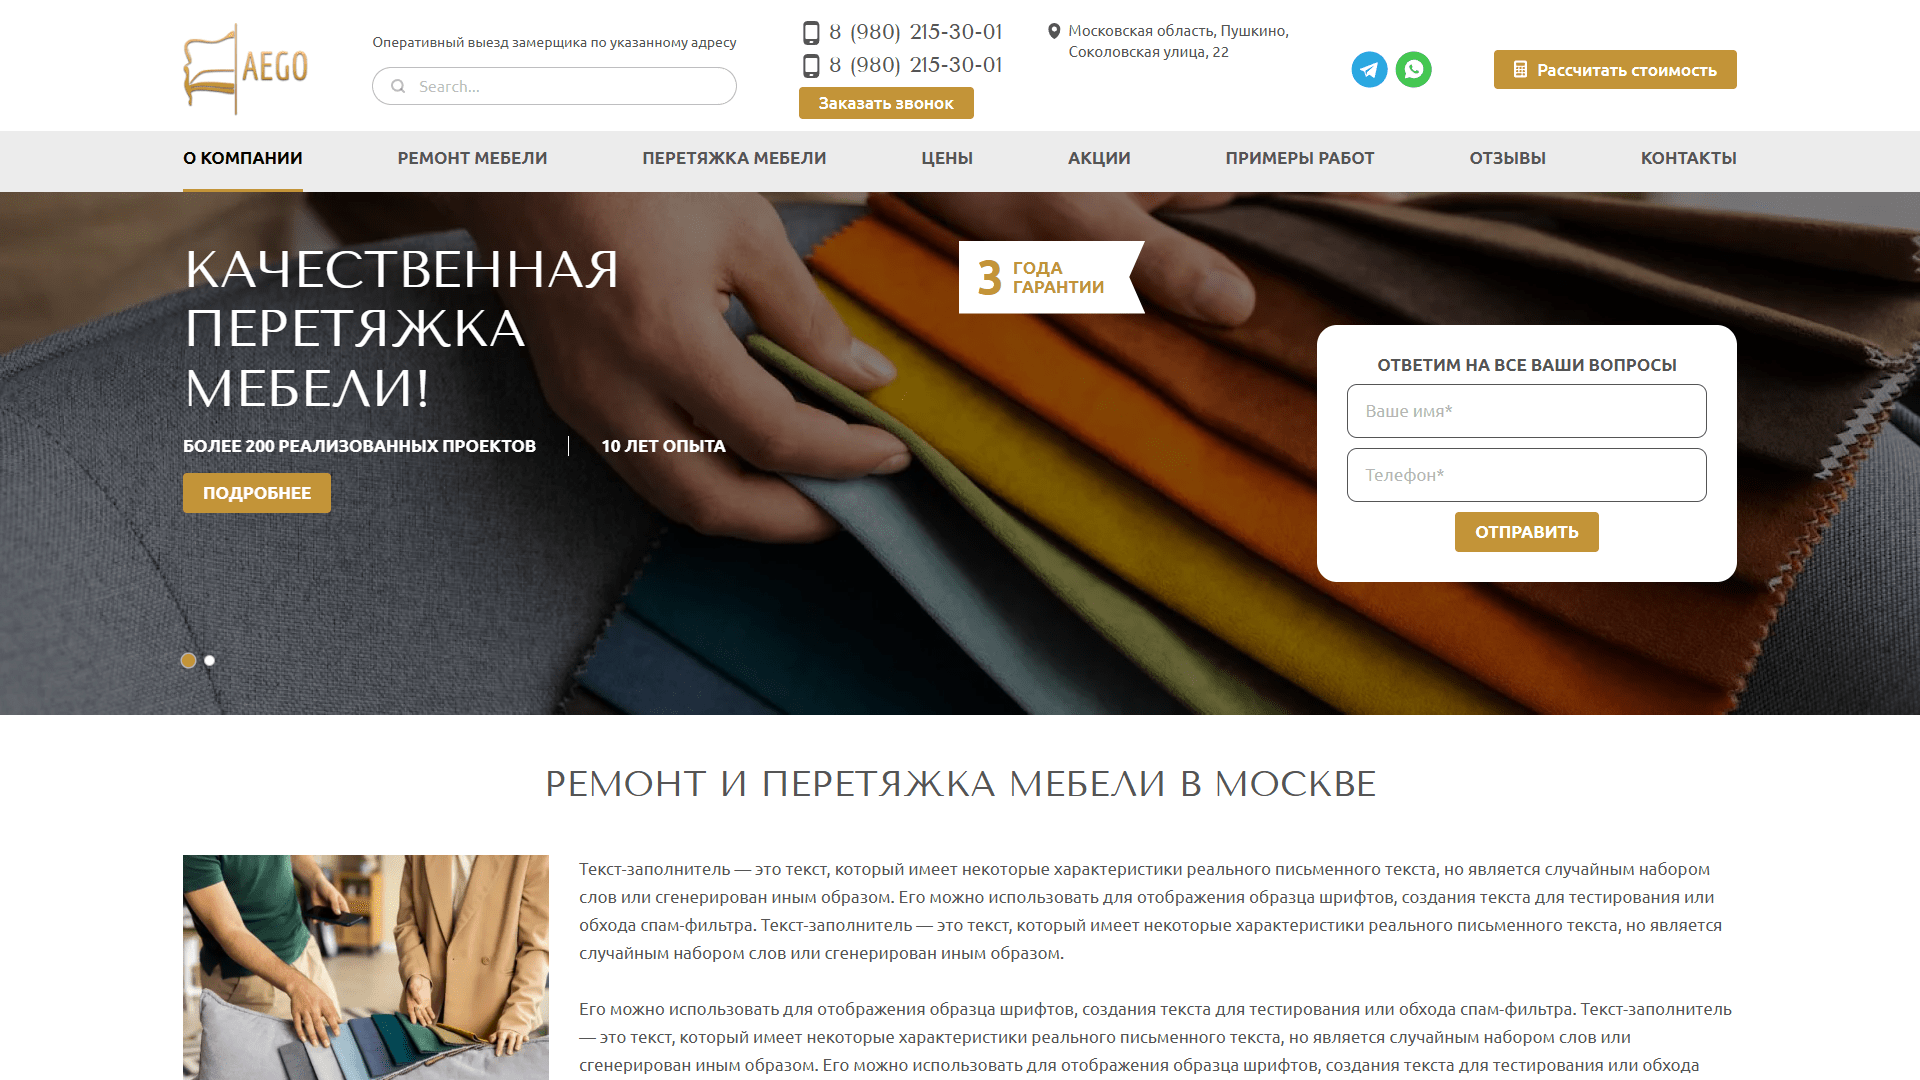 AEGO
Оперативный выезд замерщика по указанному адресу
Search...
8 (980) 215-30-01
8 (980) 215-30-01
Заказать звонок
Московская область, Пушкино,
Соколовская улица, 22
Рассчитать стоимость
О КОМПАНИИ
РЕМОНТ МЕБЕЛИ
ПЕРЕТЯЖКА МЕБЕЛИ
ЦЕНЫ
АКЦИИ
ПРИМЕРЫ РАБОТ
ОТЗЫВЫ
КОНТАКТЫ
КАЧЕСТВЕННАЯ
ПЕРЕТЯЖКА
МЕБЕЛИ!
БОЛЕЕ 200 РЕАЛИЗОВАННЫХ ПРОЕКТОВ
10 ЛЕТ ОПЫТА
ПОДРОБНЕЕ
3 ГОДА
ГАРАНТИИ
ОТВЕТИМ НА ВСЕ ВАШИ ВОПРОСЫ
Ваше имя*
Телефон*
ОТПРАВИТЬ
РЕМОНТ И ПЕРЕТЯЖКА МЕБЕЛИ В МОСКВЕ
Текст-заполнитель — это текст, который имеет некоторые характеристики реального письменного текста, но является случайным набором
слов или сгенерирован иным образом. Его можно использовать для отображения образца шрифтов, создания текста для тестирования или
обхода спам-фильтра. Текст-заполнитель — это текст, который имеет некоторые характеристики реального письменного текста, но является
случайным набором слов или сгенерирован иным образом.
Его можно использовать для отображения образца шрифтов, создания текста для тестирования или обхода спам-фильтра. Текст-заполнитель
— это текст, который имеет некоторые характеристики реального письменного текста, но является случайным набором слов или
сгенерирован иным образом. Его можно использовать для отображения образца шрифтов, создания текста для тестирования или обхода